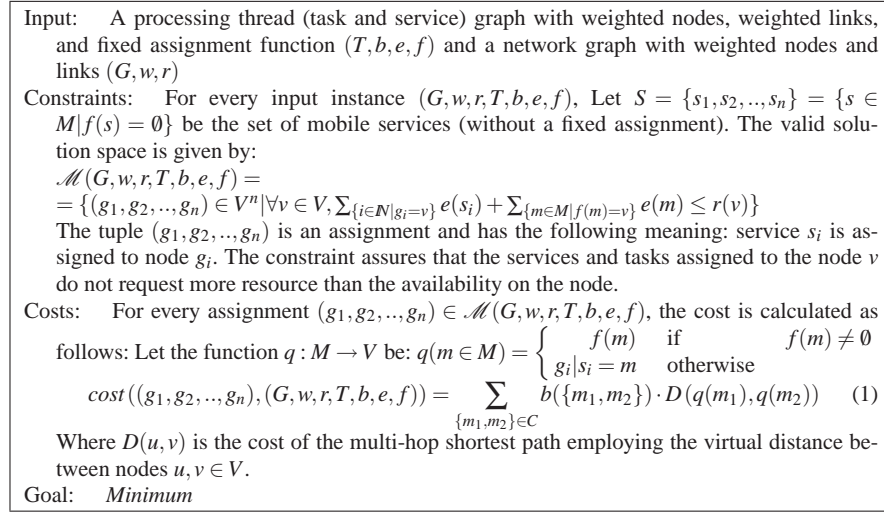 Input: A processing thread (task and service) graph with weighted nodes, weighted links,
and fixed assignment function (T,b,e,f) and a network graph with weighted nodes and
links (G,w,r)
Constraints: For every input instance (G,w,r,T,b,e,f), Let S = {s₁,s₂,..,sₙ} = {s ∈
M|f(s) = ∅} be the set of mobile services (without a fixed assignment). The valid solu-
tion space is given by:
ℳ(G,w,r,T,b,e,f) =
= {(g₁,g₂,..,gₙ) ∈ Vⁿ|∀v ∈ V, ∑_{{i∈ℕ|gᵢ=v}} e(sᵢ) + ∑_{{m∈M|f(m)=v}} e(m) ≤ r(v)}
The tuple (g₁,g₂,..,gₙ) is an assignment and has the following meaning: service sᵢ is as-
signed to node gᵢ. The constraint assures that the services and tasks assigned to the node v
do not request more resource than the availability on the node.
Costs: For every assignment (g₁,g₂,..,gₙ) ∈ ℳ(G,w,r,T,b,e,f), the cost is calculated as
follows: Let the function q : M → V be: q(m ∈ M) = { f(m) if f(m) ≠ ∅
gᵢ|sᵢ = m otherwise
cost((g₁,g₂,..,gₙ),(G,w,r,T,b,e,f)) = ∑_{{m₁,m₂}∈C} b({m₁,m₂}) · D(q(m₁),q(m₂)) (1)
Where D(u,v) is the cost of the multi-hop shortest path employing the virtual distance be-
tween nodes u,v ∈ V.
Goal: Minimum